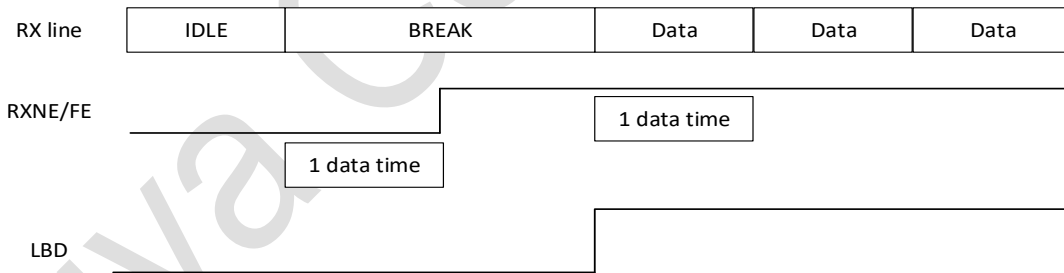 RX line IDLE BREAK Data Data Data
RXNE/FE
1 data time
1 data time
LBD